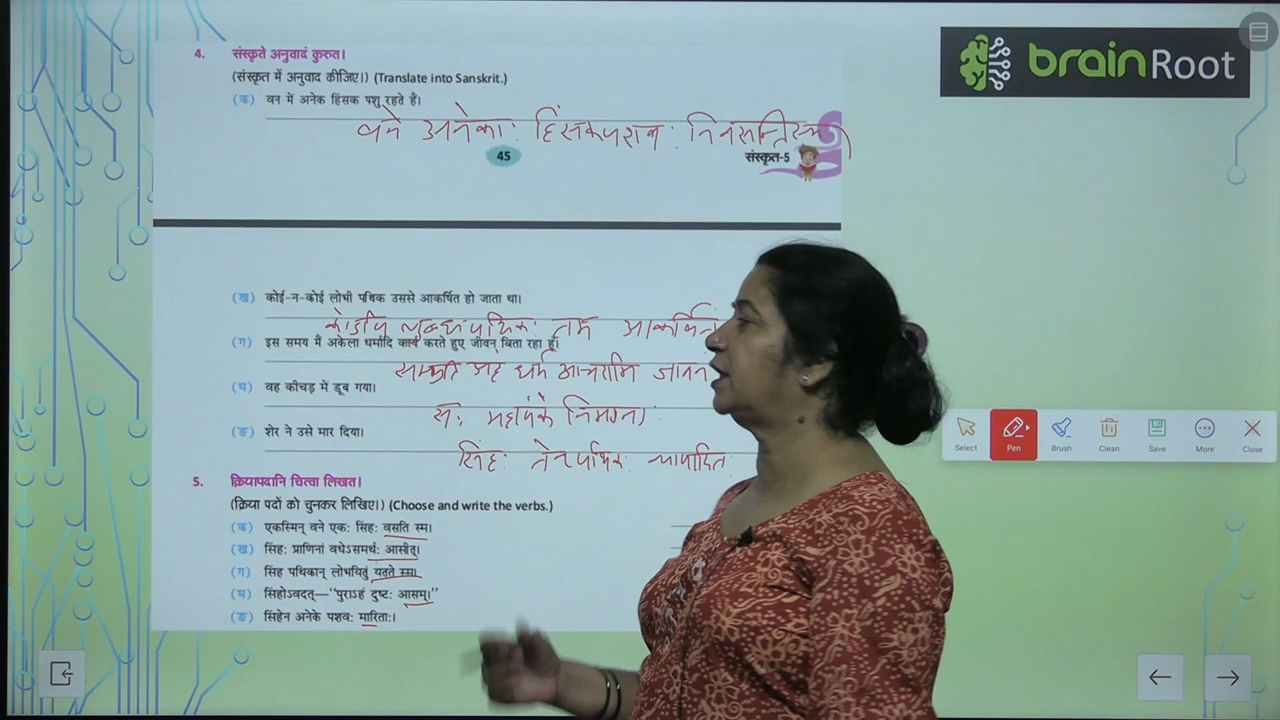 4. संस्कृते अनुवादं कुरुत।
(संस्कृत में अनुवाद कीजिए।) (Translate into Sanskrit.)
(क) वन में अनेक हिंसक पशु रहते हैं।
वने अनेकाः हिंसकपशवः
45
संस्कृत-5
brainRoot
(ख) कोई-न-कोई लोभी पथिक उससे आकर्षित हो जाता था।
(ग) इस समय मैं अकेला धर्मादि कार्य करते हुए जीवन बिता रहा हूँ।
(घ) वह कीचड़ में डूब गया।
सः महापंके
(ङ) शेर ने उसे मार दिया।
सिंहः
5. क्रियापदानि चित्वा लिखत।
(क्रिया पदों को चुनकर लिखिए।) (Choose and write the verbs.)
(क) एकस्मिन् वने एकः सिंहः वसति स्म।
(ख) सिंहः प्राणिनां वधेऽसमर्थः आसीत्।
(ग) सिंह पथिकान् लोभयितुं यतते स्म।
(घ) सिंहोऽवदत्—“पुराऽहं दुष्टः आसम्।”
(ङ) सिंहेन अनेके पशवः मारिताः।
Select Pen Brush Clean Save More Close